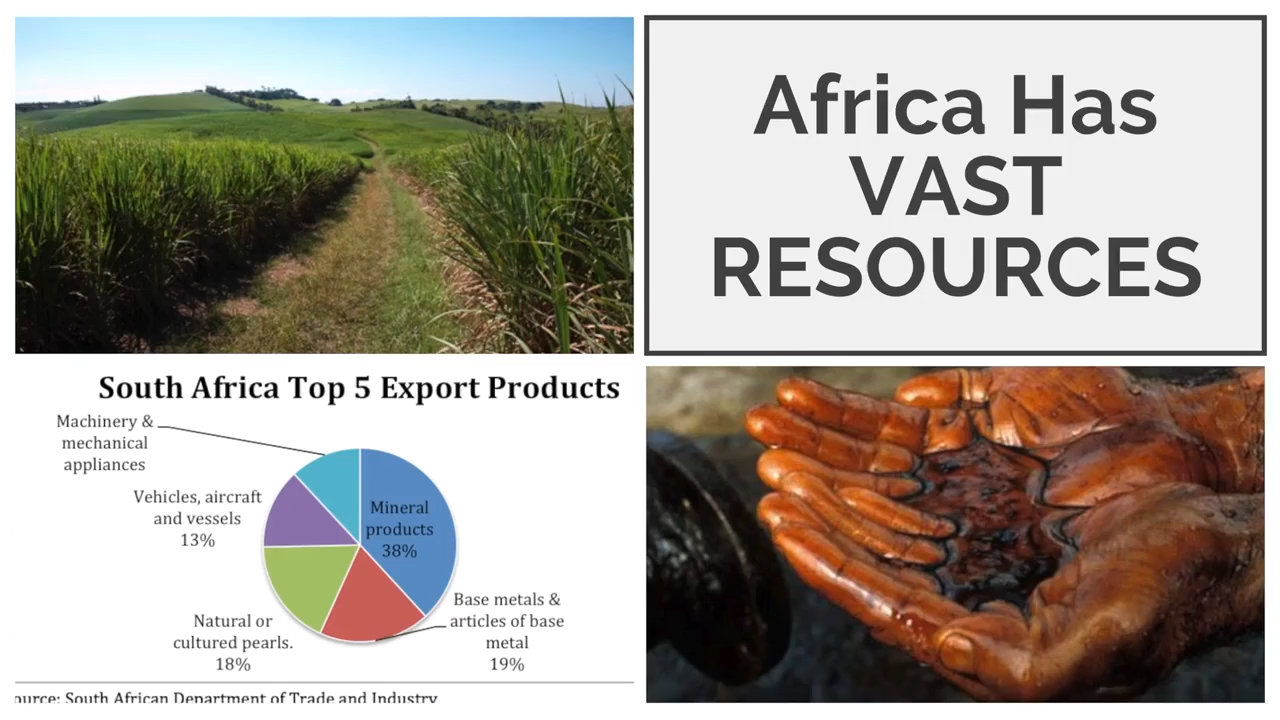 Africa Has
VAST
RESOURCES
South Africa Top 5 Export Products
Machinery &
mechanical
appliances
Vehicles, aircraft
and vessels
13%
Mineral
products
38%
Base metals &
articles of base
metal
19%
Natural or
cultured pearls.
18%
ource: South African Department of Trade and Industry